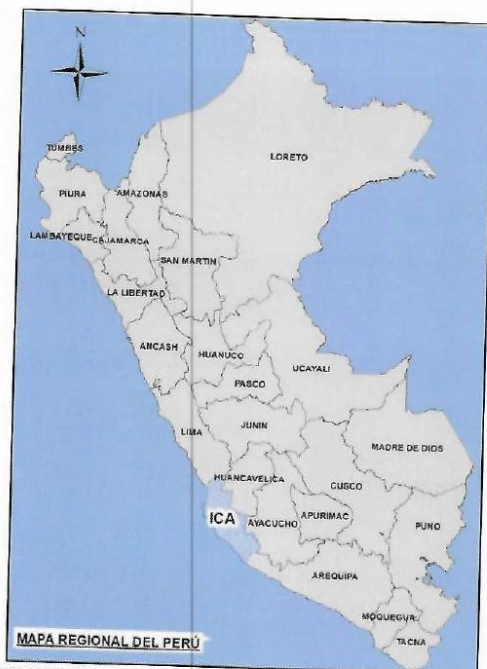 N
TUMBES
LORETO
PIURA
AMAZONAS
LAMBAYEQUE
CAJAMARCA
SAN MARTIN
LA LIBERTAD
ANCASH
HUANUCO
UCAYALI
PASCO
LIMA
JUNIN
MADRE DE DIOS
HUANCAVELICA
CUSCO
ICA
AYACUCHO
APURIMAC
PUNO
AREQUIPA
MOQUEGUA
TACNA
MAPA REGIONAL DEL PERÚ